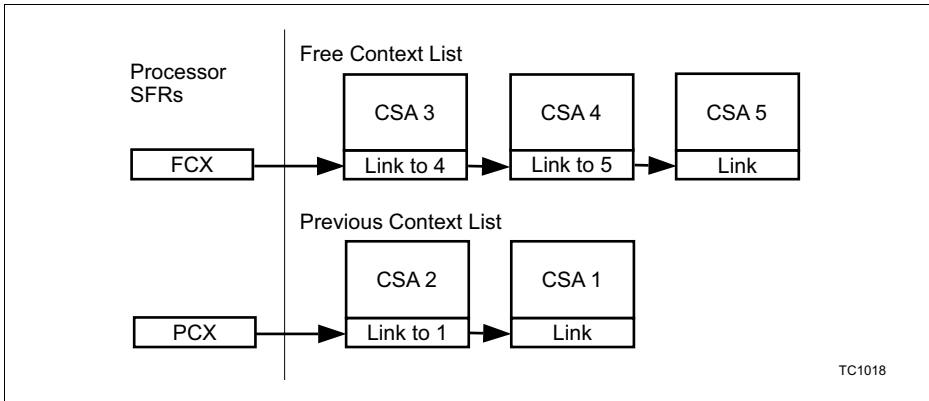 Free Context List
Processor
SFRs
CSA 3
CSA 4
CSA 5
FCX
Link to 4
Link to 5
Link
Previous Context List
CSA 2
CSA 1
PCX
Link to 1
Link
TC1018